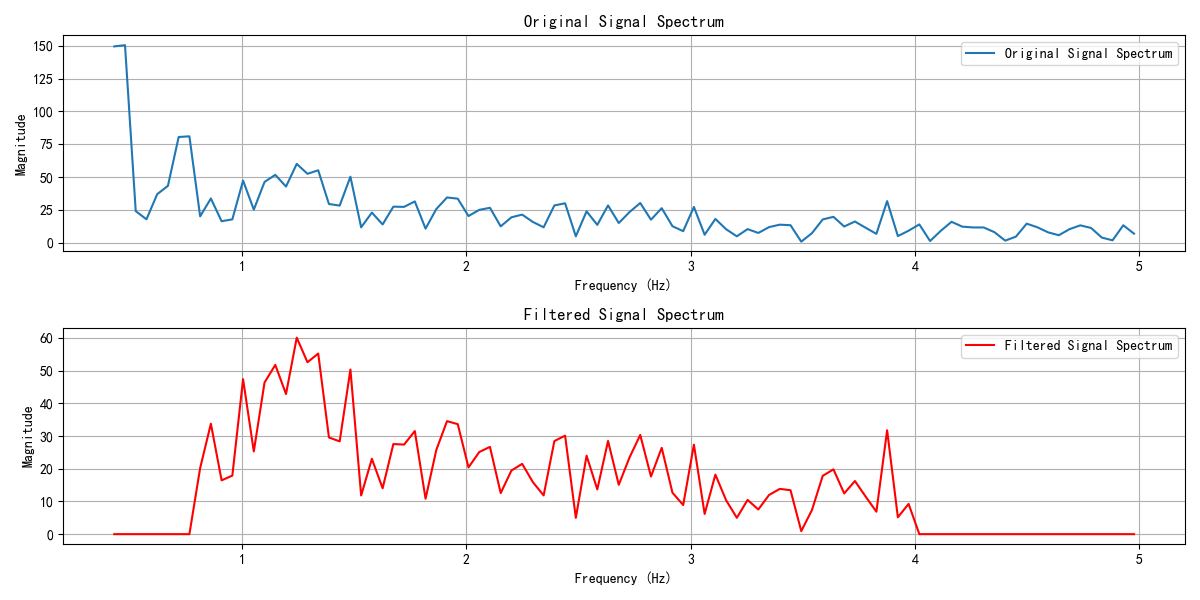 Original Signal Spectrum
150
125
100
75
50
25
0
Magnitude
Original Signal Spectrum
1 2 3 4 5
Frequency (Hz)
Filtered Signal Spectrum
60
50
40
30
20
10
0
Magnitude
Filtered Signal Spectrum
1 2 3 4 5
Frequency (Hz)